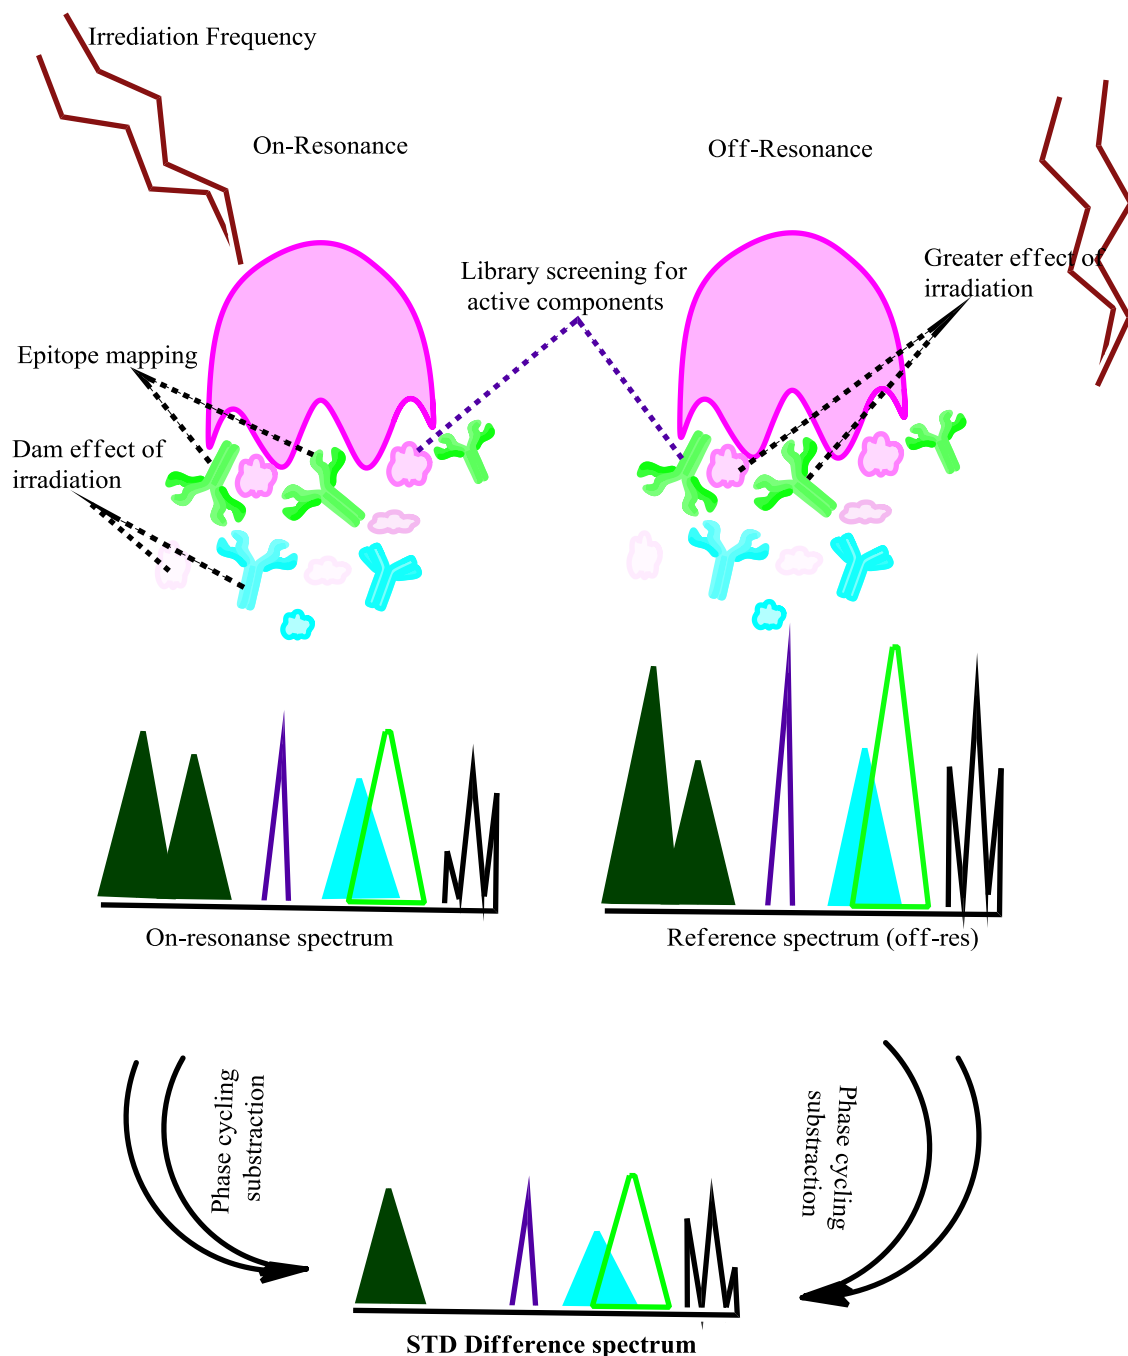 Irrediation Frequency
On-Resonance
Off-Resonance
Library screening for
active components
Greater effect of
irradiation
Epitope mapping
Dam effect of
irradiation
On-resonanse spectrum
Reference spectrum (off-res)
Phase cycling
substraction
Phase cycling
substraction
STD Difference spectrum